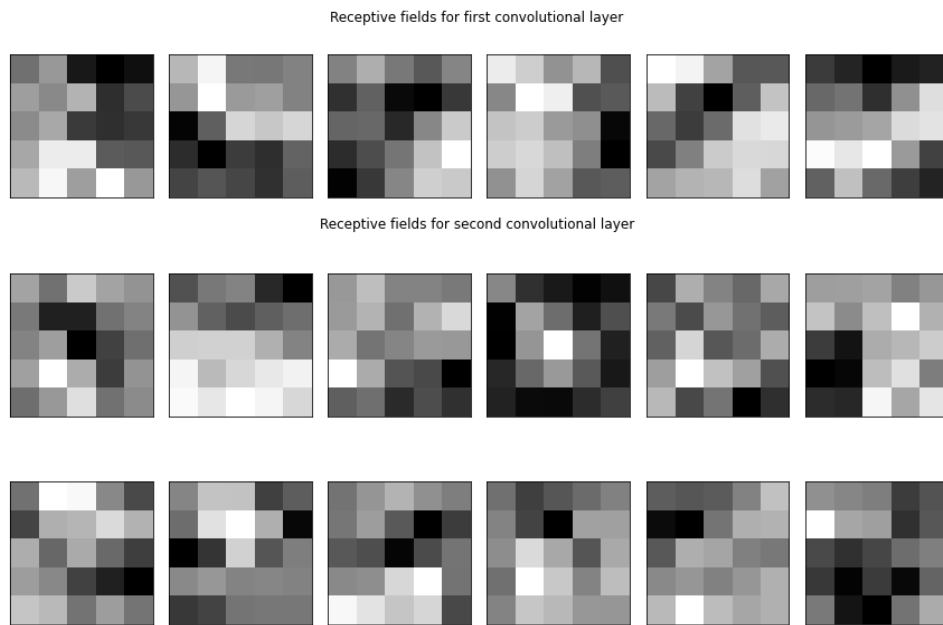 Receptive fields for first convolutional layer
Receptive fields for second convolutional layer